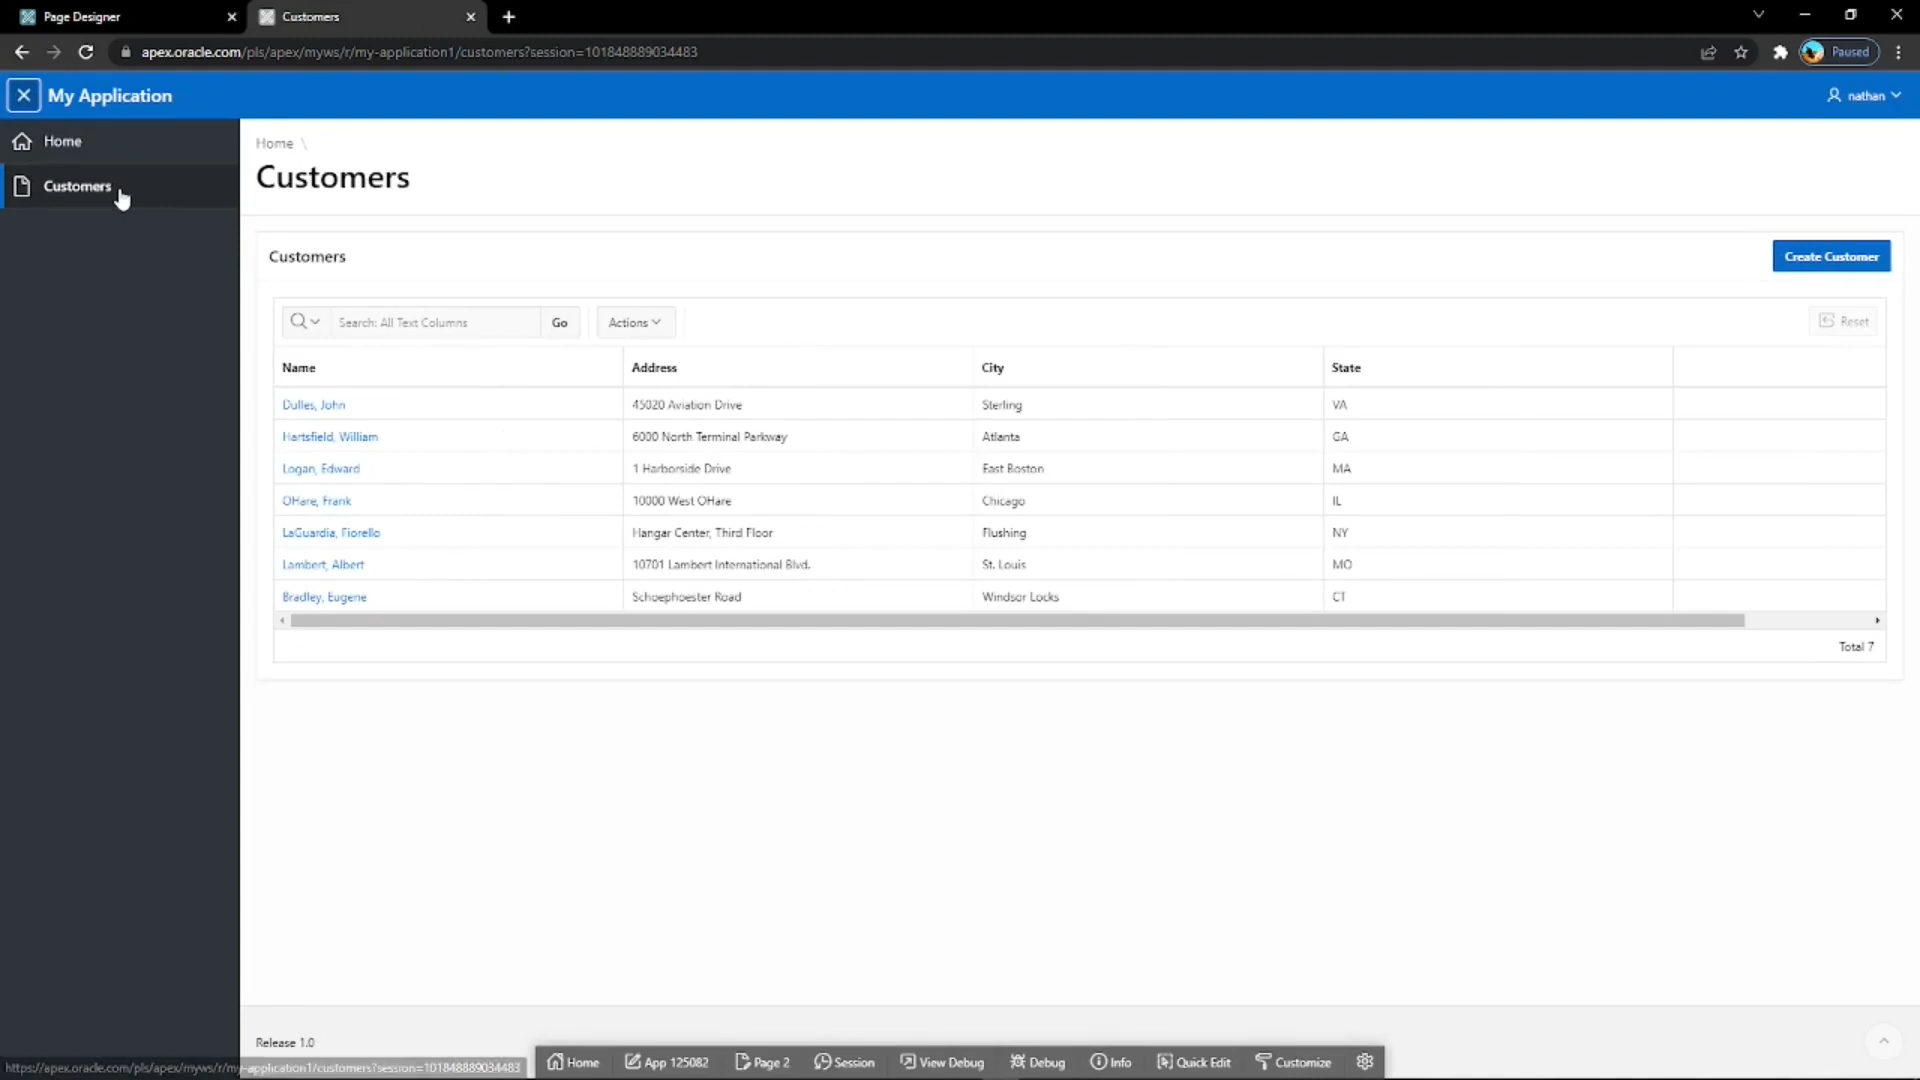 Page Designer
Customers
apex.oracle.com/pls/apex/myws/r/my-application1/customers?session=101848889034483
Paused
My Application
nathan
Home
Customers
Home \
Customers
Customers
Create Customer
Search: All Text Columns
Go
Actions
Reset
Name Address City State
Dulles, John 45020 Aviation Drive Sterling VA
Hartsfield, William 6000 North Terminal Parkway Atlanta GA
Logan, Edward 1 Harborside Drive East Boston MA
OHare, Frank 10000 West OHare Chicago IL
LaGuardia, Fiorello Hangar Center, Third Floor Flushing NY
Lambert, Albert 10701 Lambert International Blvd. St. Louis MO
Bradley, Eugene Schoephoester Road Windsor Locks CT
Total 7
Release 1.0
https://apex.oracle.com/pls/apex/myws/r/my-application1/customers?session=101848889034483
Home App 125082 Page 2 Session View Debug Debug Info Quick Edit Customize